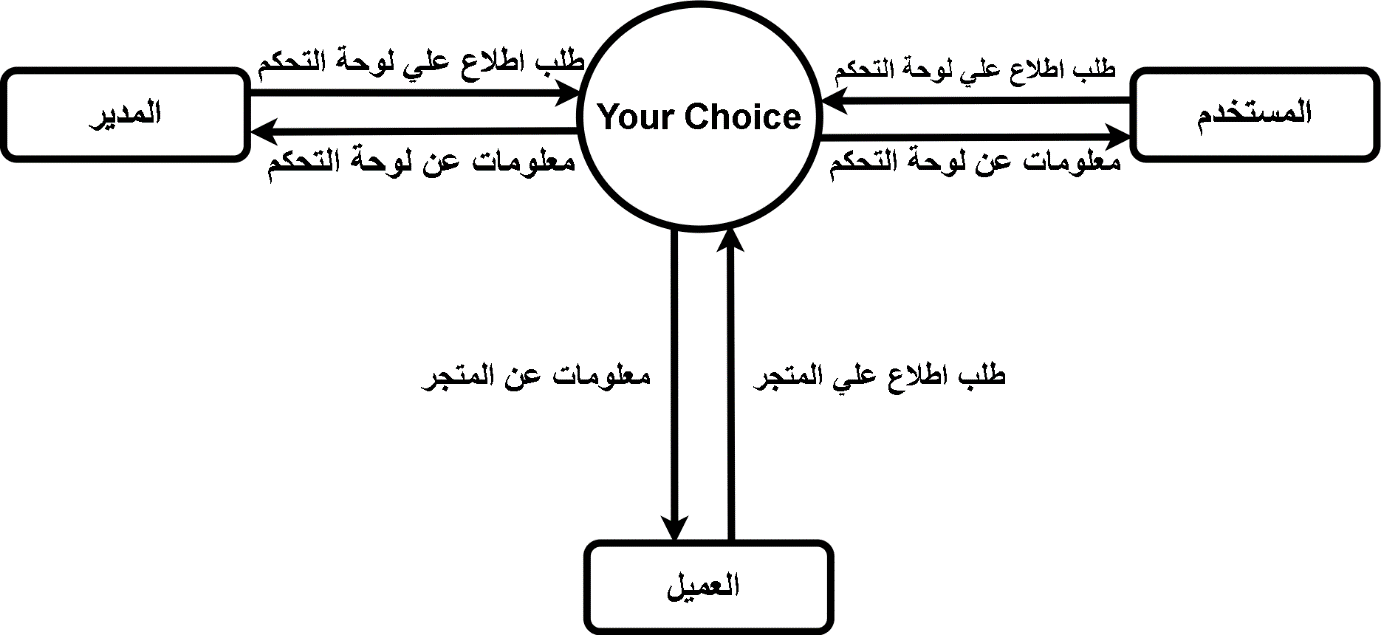 طلب اطلاع علي لوحة التحكم
طلب اطلاع علي لوحة التحكم
المدير
Your Choice
المستخدم
معلومات عن لوحة التحكم
معلومات عن لوحة التحكم
معلومات عن المتجر
طلب اطلاع علي المتجر
العميل